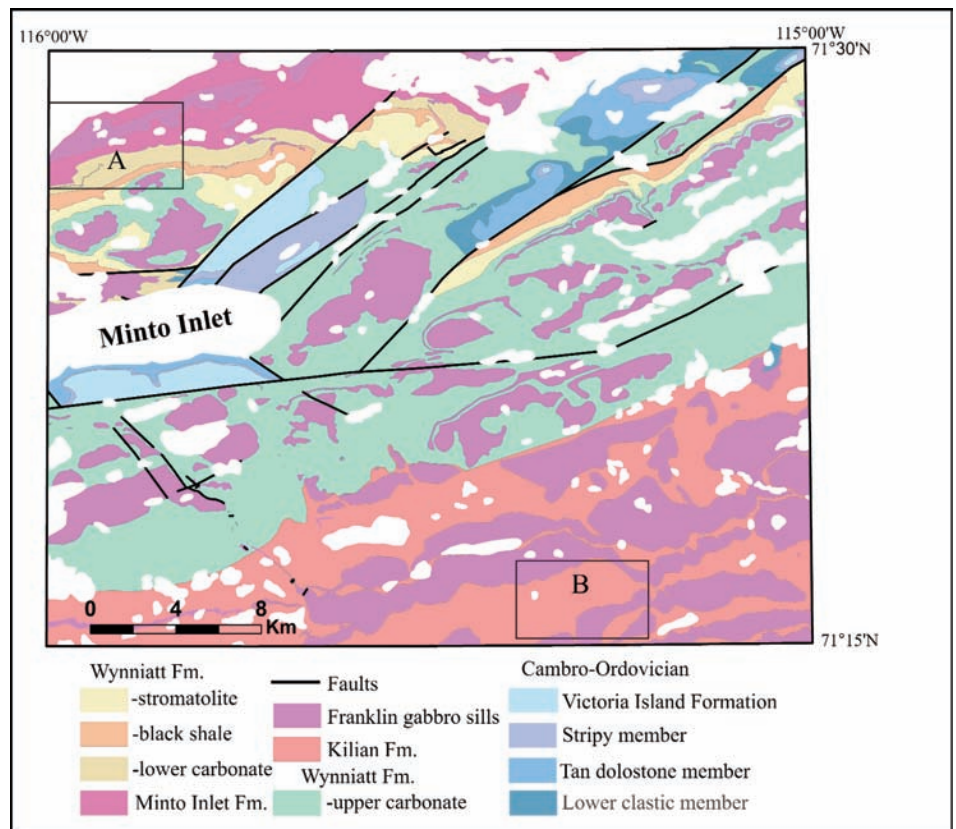 116°00'W
115°00'W
71°30'N
A
Minto Inlet
B
0 4 8
Km
71°15'N
Wynniatt Fm.
-stromatolite
-black shale
-lower carbonate
Minto Inlet Fm.
Faults
Franklin gabbro sills
Kilian Fm.
Wynniatt Fm.
-upper carbonate
Cambro-Ordovician
Victoria Island Formation
Stripy member
Tan dolostone member
Lower clastic member